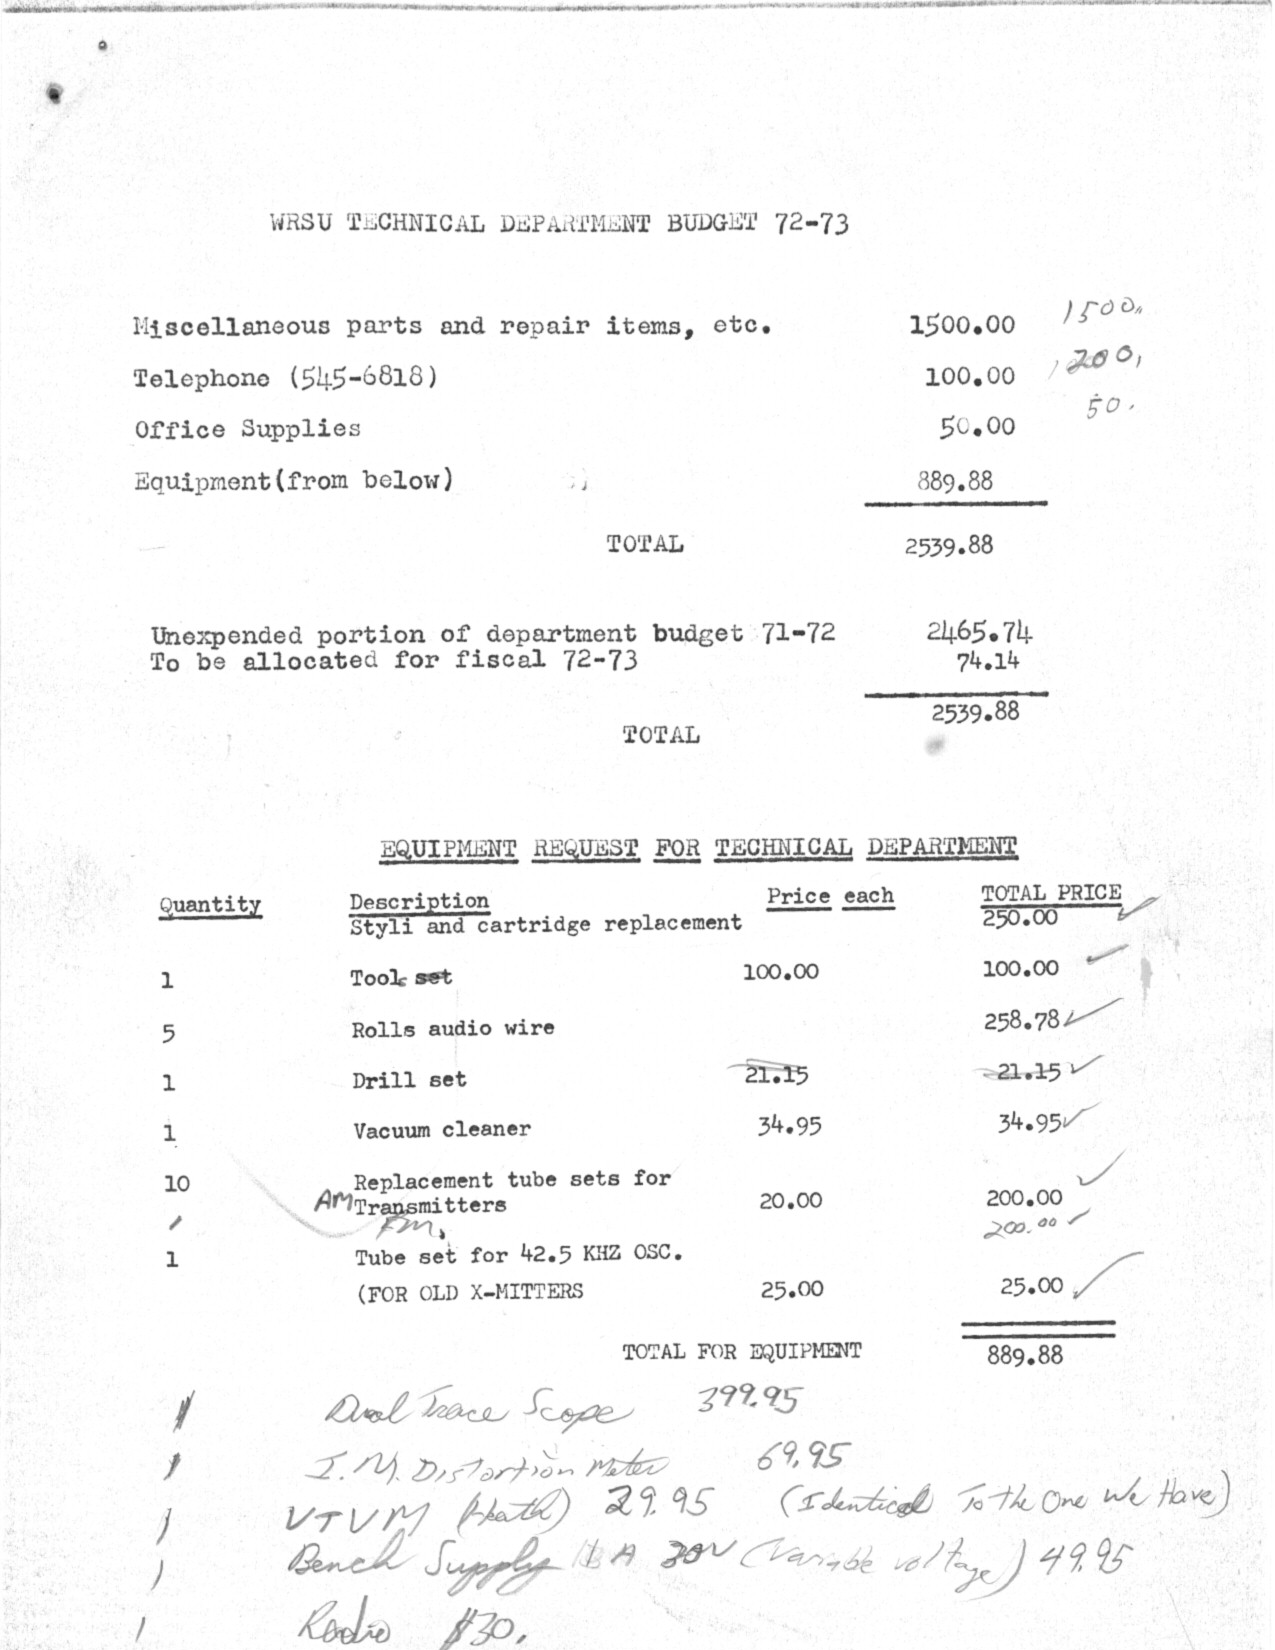 WRSU TECHNICAL DEPARTMENT BUDGET 72-73
Miscellaneous parts and repair items, etc. 1500.00 1500.
Telephone (545-6818) 100.00 200.
Office Supplies 50.00 50.
Equipment(from below) 889.88
TOTAL 2539.88
Unexpended portion of department budget 71-72 2465.74
To be allocated for fiscal 72-73 74.14
2539.88
TOTAL
EQUIPMENT REQUEST FOR TECHNICAL DEPARTMENT
Quantity Description Price each TOTAL PRICE
Styli and cartridge replacement 250.00
1 Tools set 100.00 100.00
5 Rolls audio wire 258.78
1 Drill set 21.15 21.15
1 Vacuum cleaner 34.95 34.95
10 Replacement tube sets for
AM Transmitters 20.00 200.00
FM. 200.00
1 Tube set for 42.5 KHZ OSC.
(FOR OLD X-MITTERS 25.00 25.00
TOTAL FOR EQUIPMENT 889.88
1 Dual Trace Scope 399.95
1 I.M. Distortion Meter 69.95
1 VTVM (Heath) 29.95 (Identical To the One We Have)
1 Bench Supply A 30V (Variable voltage) 49.95
1 Radio $30.